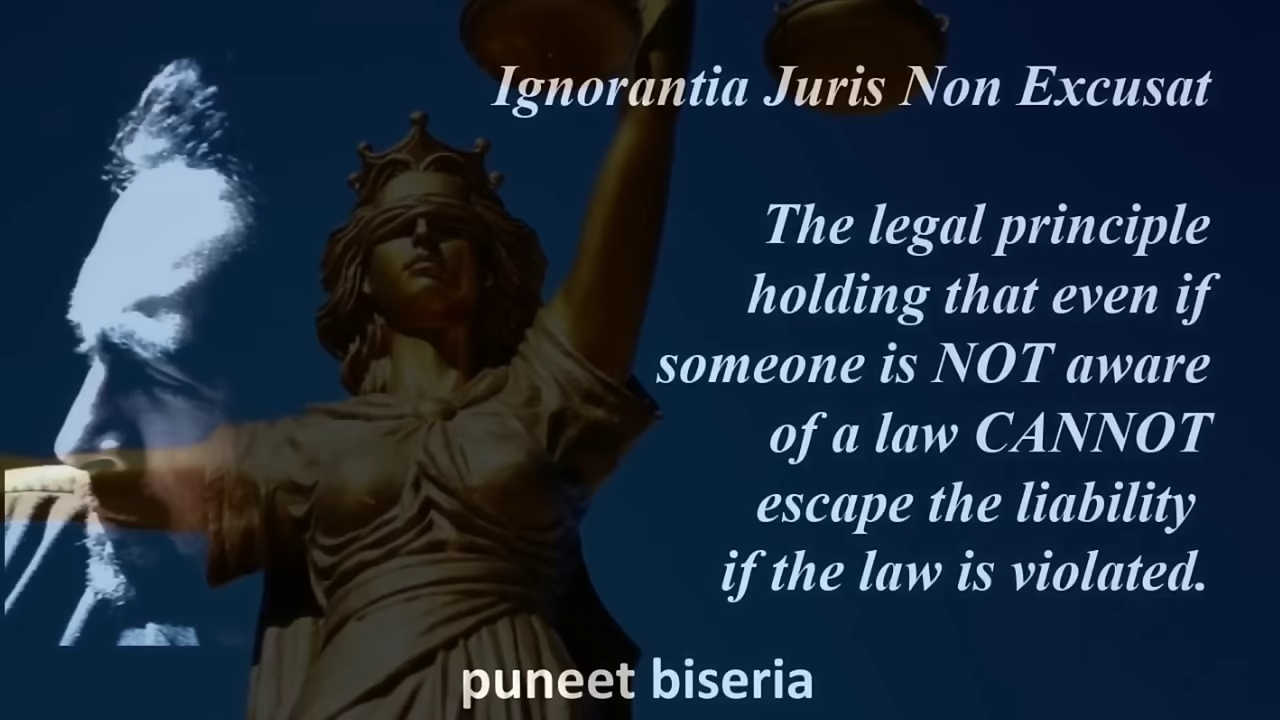 Ignorantia Juris Non Excusat
The legal principle
holding that even if
someone is NOT aware
of a law CANNOT
escape the liability
if the law is violated.
puneet biseria